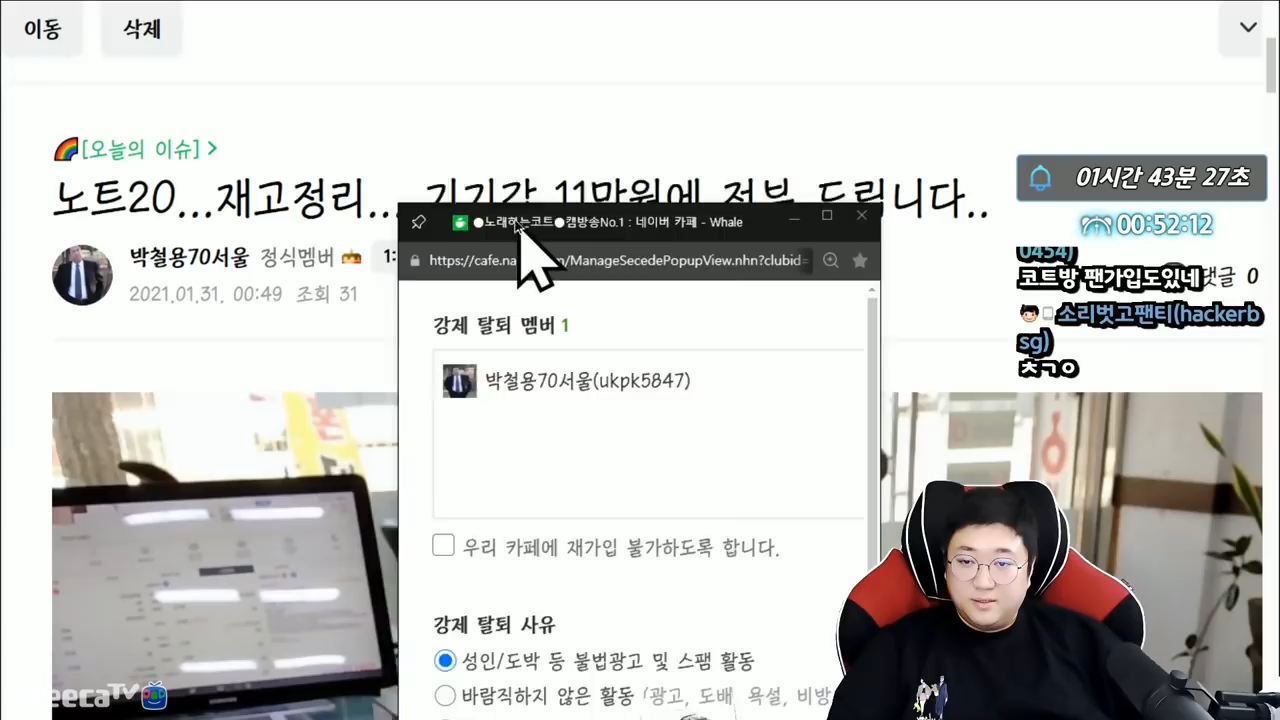 이동 삭제
[오늘의 이슈] >
노트20...재고정리... 기기값 11만원에 전부 드립니다..
박철용70서울 정식멤버
2021.01.31. 00:49 조회 31
댓글 0
01시간 43분 27초
00:52:12
0454)
코트방 팬가입도있네
소리벗고팬티(hackerb
sg)
ㅊㄱㅇ
●노래하는코트●캠방송No.1 : 네이버 카페 - Whale
https://cafe.na m/ManageSecedePopupView.nhn?clubid=
강제 탈퇴 멤버 1
박철용70서울(ukpk5847)
우리 카페에 재가입 불가하도록 합니다.
강제 탈퇴 사유
성인/도박 등 불법광고 및 스팸 활동
바람직하지 않은 활동 (광고, 도배, 욕설, 비방
eecaTV